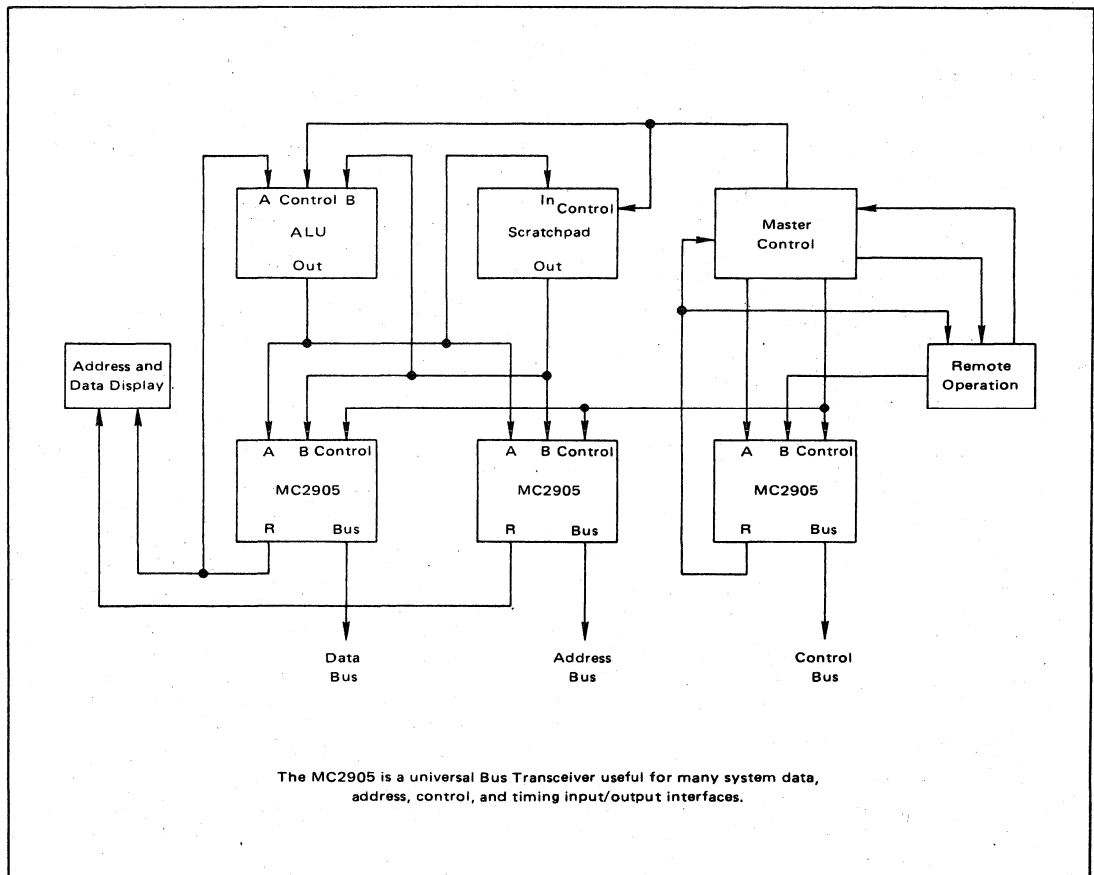 A Control B
ALU
Out
In
Control
Scratchpad
Out
Master
Control
Address and
Data Display
Remote
Operation
A B Control
MC2905
R Bus
A B Control
MC2905
R Bus
A B Control
MC2905
R Bus
Data
Bus
Address
Bus
Control
Bus
The MC2905 is a universal Bus Transceiver useful for many system data,
address, control, and timing input/output interfaces.